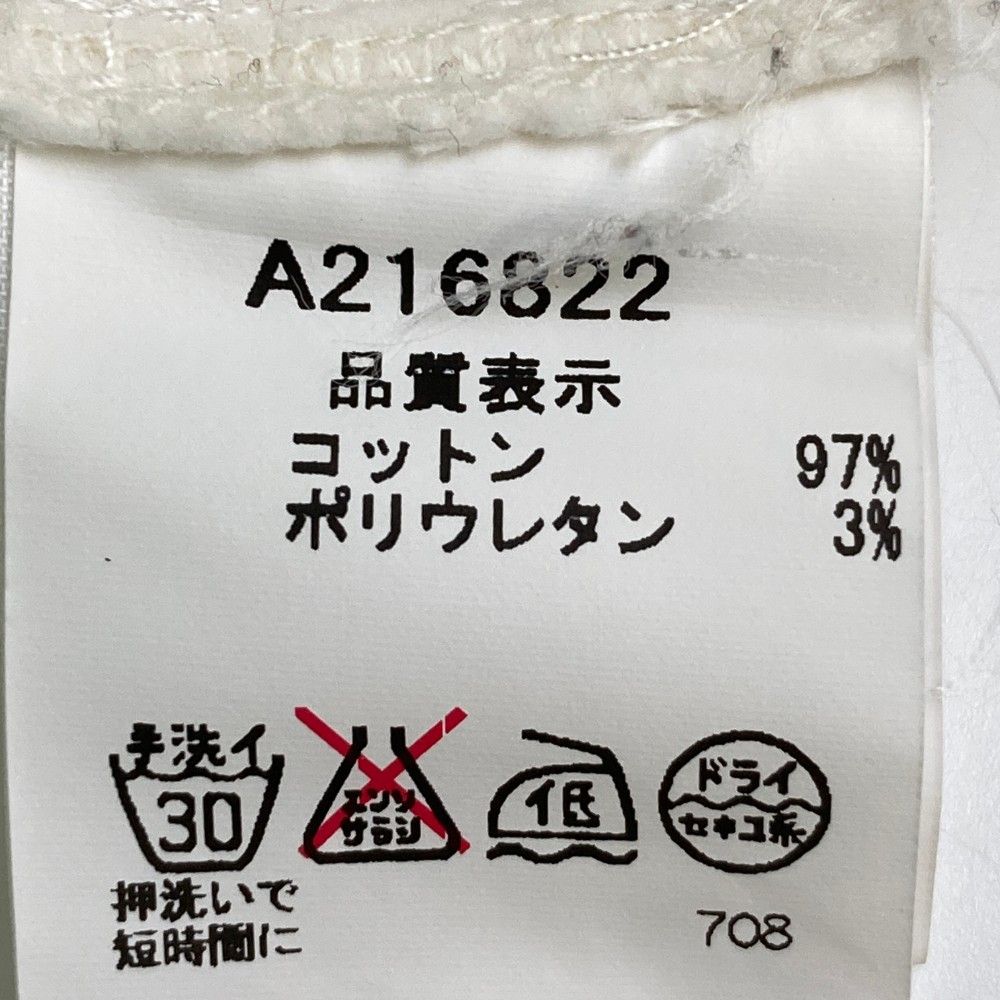 A216822
品質表示
コットン 97%
ポリウレタン 3%
手洗イ
30
エンソ
サラシ
低
ドライ
セキユ系
押洗いで
短時間に
708